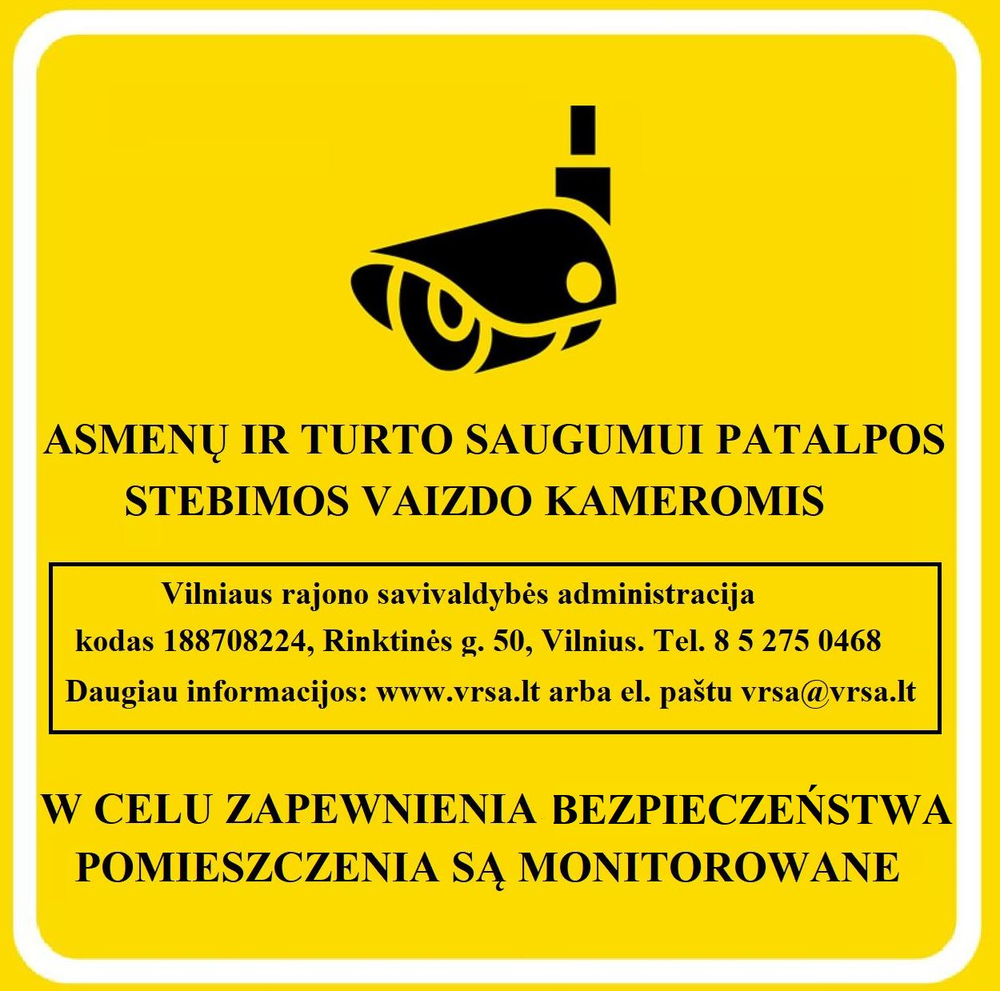 ASMENŲ IR TURTO SAUGUMUI PATALPOS
STEBIMOS VAIZDO KAMEROMIS
Vilniaus rajono savivaldybės administracija
kodas 188708224, Rinktinės g. 50, Vilnius. Tel. 8 5 275 0468
Daugiau informacijos: www.vrsa.lt arba el. paštu vrsa@vrsa.lt
W CELU ZAPEWNIENIA BEZPIECZEŃSTWA
POMIESZCZENIA SĄ MONITOROWANE